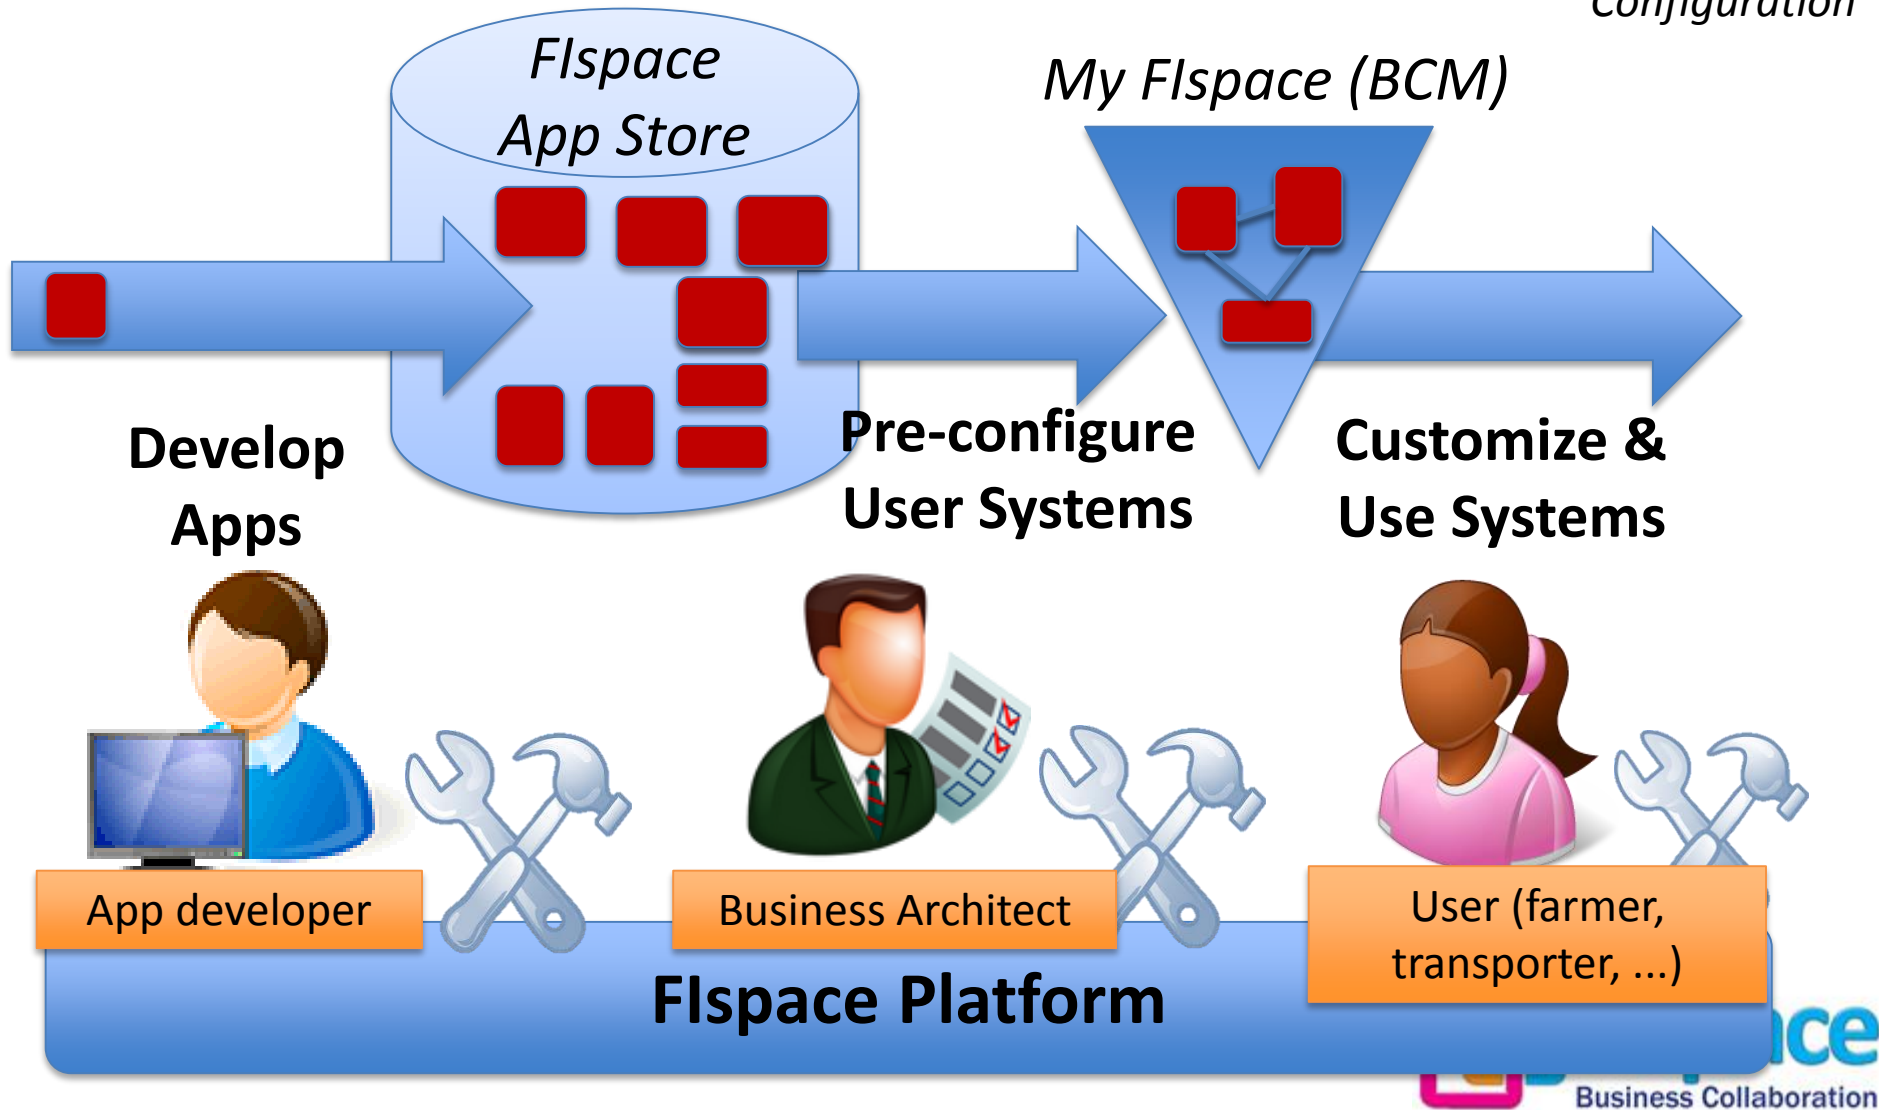 Configuration
FIspace
App Store
My FIspace (BCM)
Develop
Apps
Pre-configure
User Systems
Customize &
Use Systems
App developer
Business Architect
User (farmer,
transporter, ...)
FIspace Platform
Business Collaboration